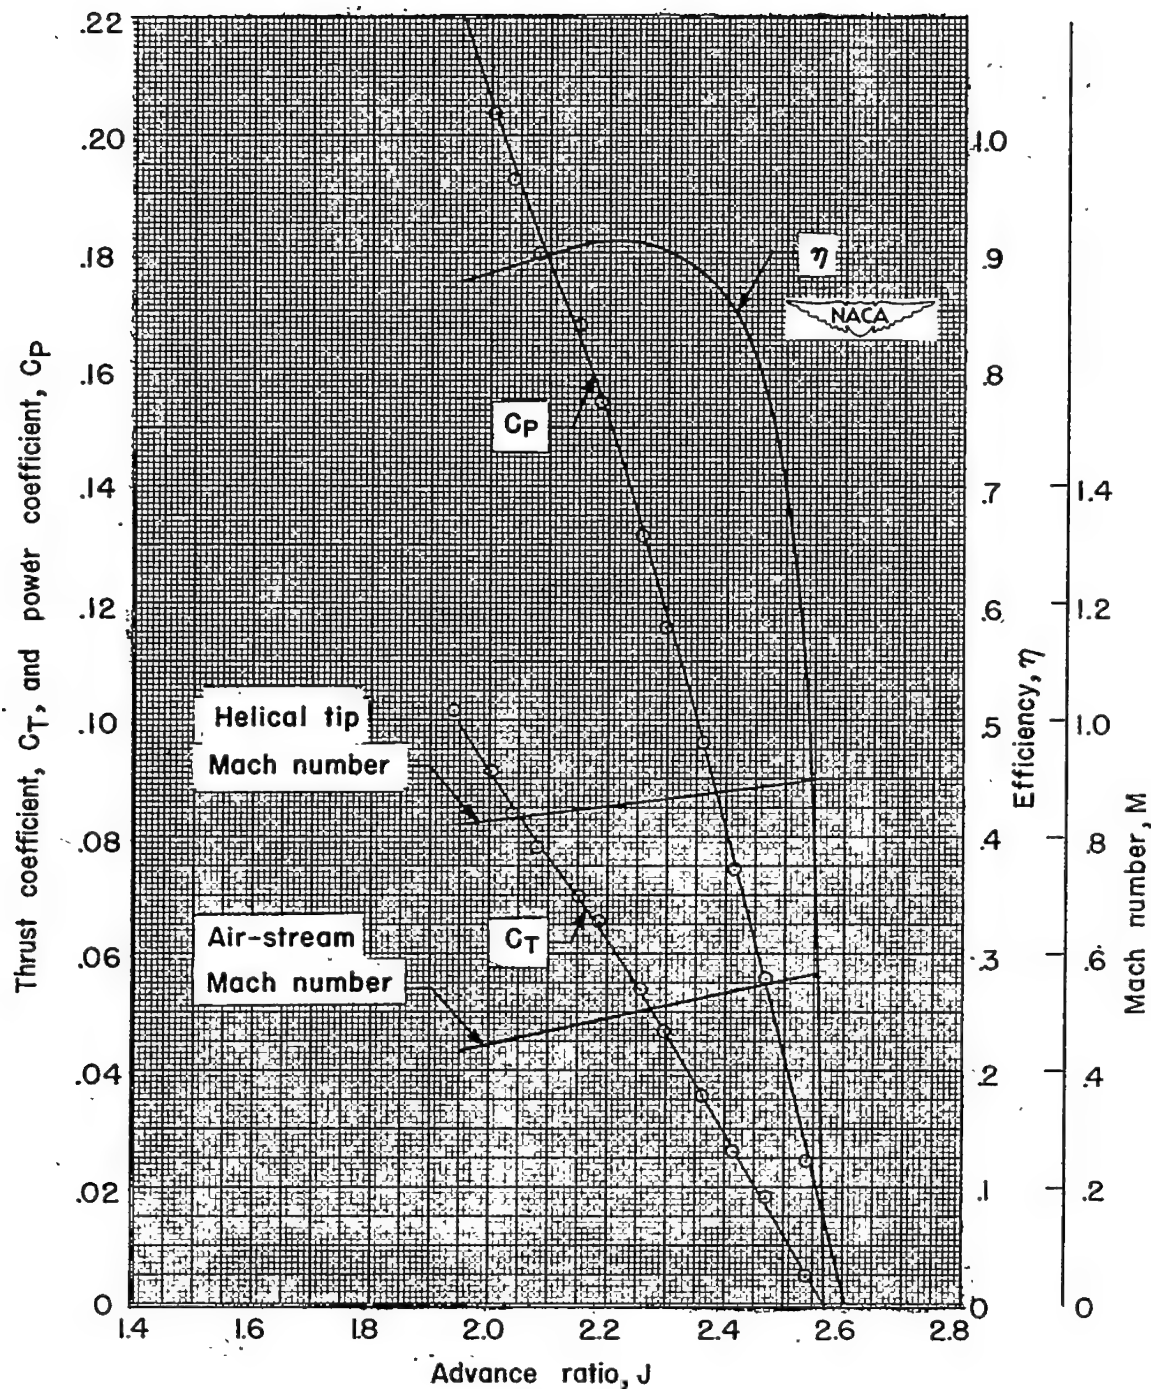 .22
.20
.18
.16
.14
.12
.10
.08
.06
.04
.02
0
Thrust coefficient, CT, and power coefficient, CP
1.4 1.6 1.8 2.0 2.2 2.4 2.6 2.8
Advance ratio, J
η
NACA
CP
Helical tip
Mach number
Air-stream
Mach number
CT
1.0
.9
.8
.7
.6
.5
.4
.3
.2
.1
0
Efficiency, η
1.4
1.2
1.0
.8
.6
.4
.2
0
Mach number, M